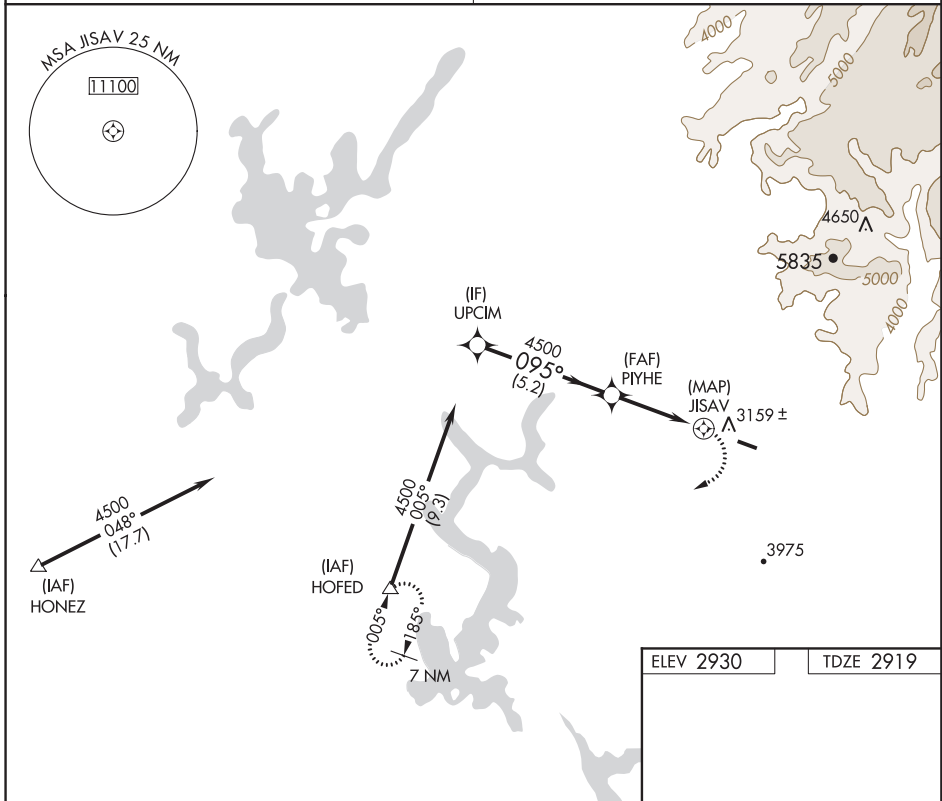 MSA JISAV 25 NM
11100
4000
5000
4650
5835
5000
4000
(IF)
UPCIM
4500
095°
(5.2)
(FAF)
PIYHE
(MAP)
JISAV
3159 ±
4500
048°
(17.7)
(IAF)
HONEZ
4500
005°
(9.3)
(IAF)
HOFED
005°
185°
7 NM
3975
ELEV 2930
TDZE 2919